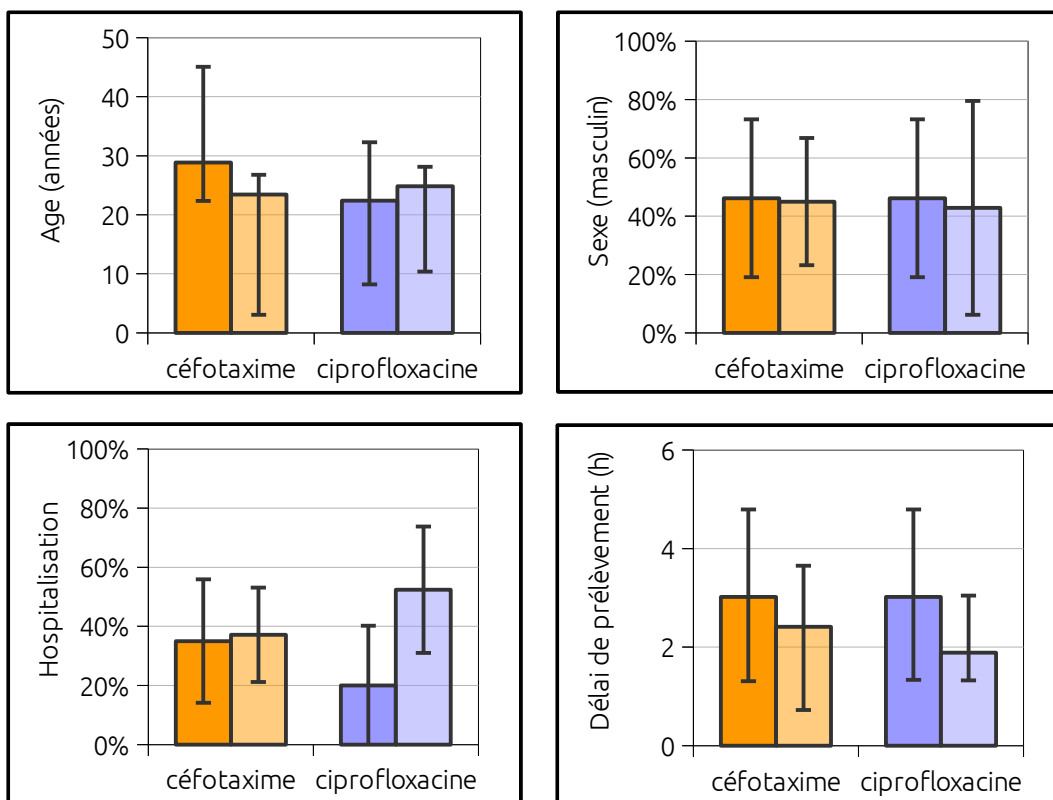 Age (années)
50
40
30
20
10
0
céfotaxime
ciprofloxacine
Sexe (masculin)
100%
80%
60%
40%
20%
0%
céfotaxime
ciprofloxacine
Hospitalisation
100%
80%
60%
40%
20%
0%
céfotaxime
ciprofloxacine
Délai de prélèvement (h)
6
4
2
0
céfotaxime
ciprofloxacine